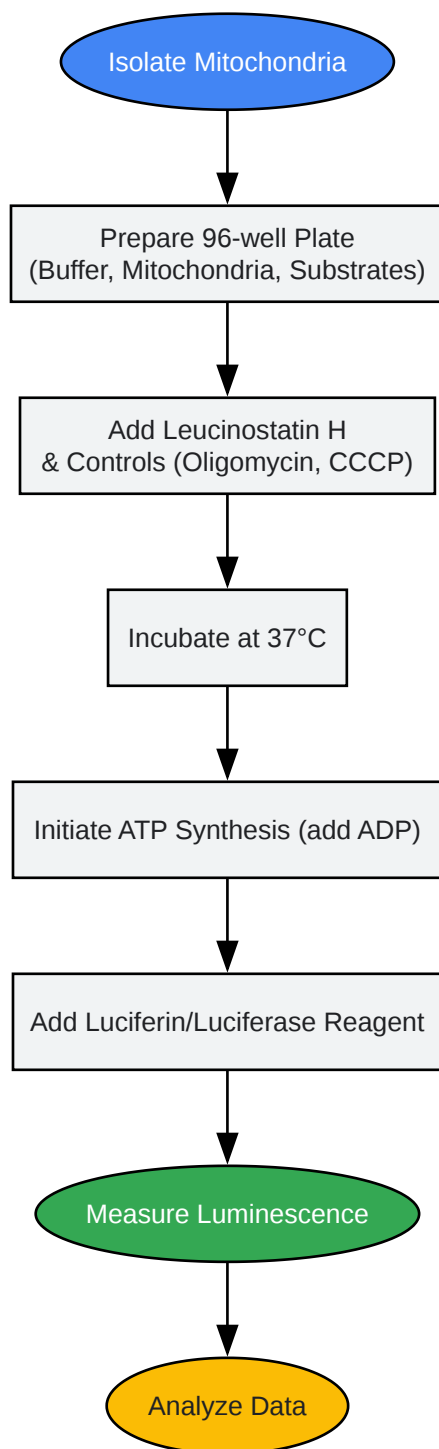 Isolate Mitochondria
Prepare 96-well Plate
(Buffer, Mitochondria, Substrates)
Add Leucinostatin H
& Controls (Oligomycin, CCCP)
Incubate at 37°C
Initiate ATP Synthesis (add ADP)
Add Luciferin/Luciferase Reagent
Measure Luminescence
Analyze Data